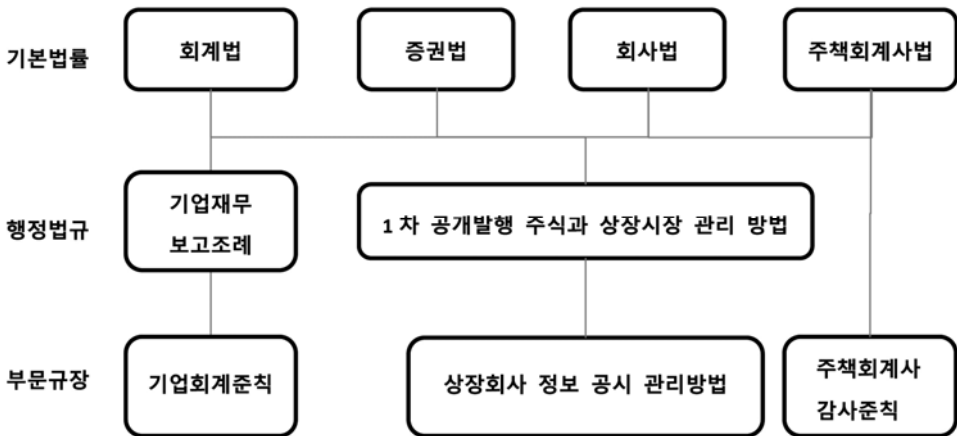 기본법률
회계법
증권법
회사법
주책회계사법
행정법규
기업재무
보고조례
1차 공개발행 주식과 상장시장 관리 방법
부문규장
기업회계준칙
상장회사 정보 공시 관리방법
주책회계사
감사준칙